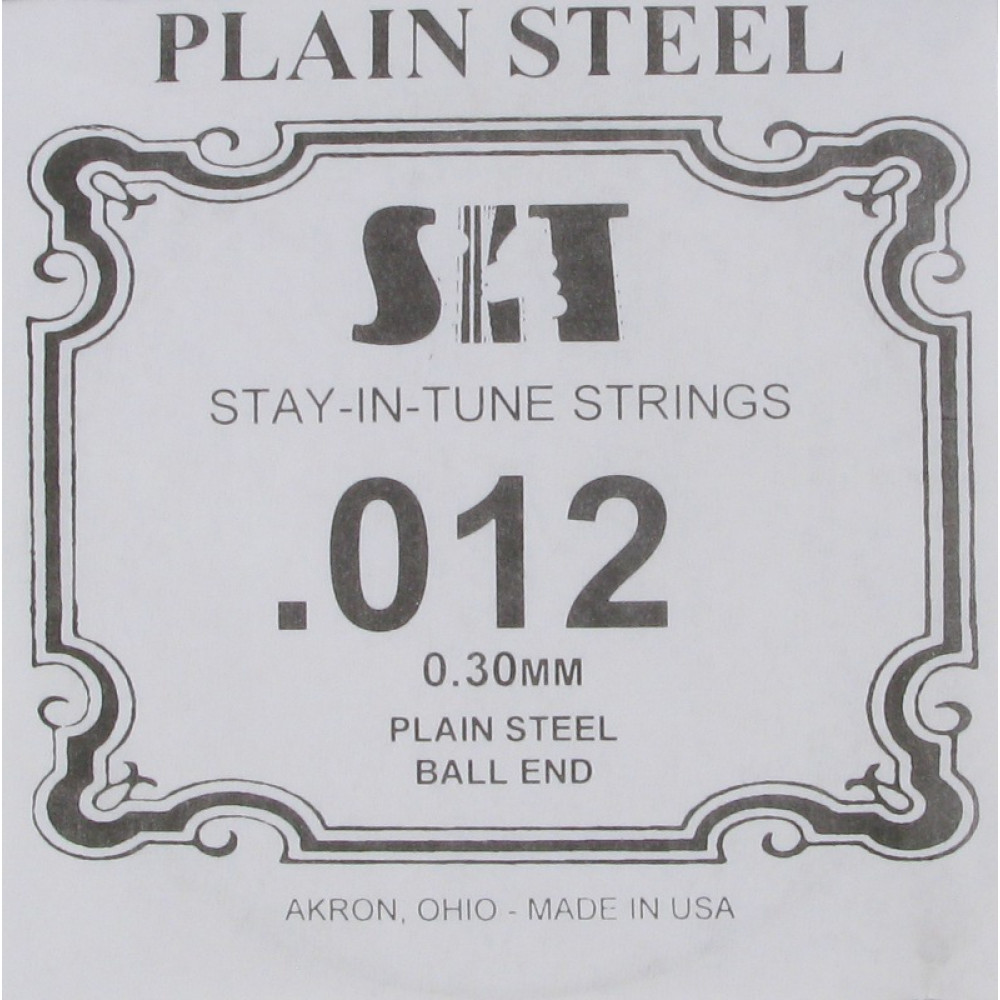 PLAIN STEEL
SIT
STAY-IN-TUNE STRINGS
.012
0.30MM
PLAIN STEEL
BALL END
AKRON, OHIO - MADE IN USA